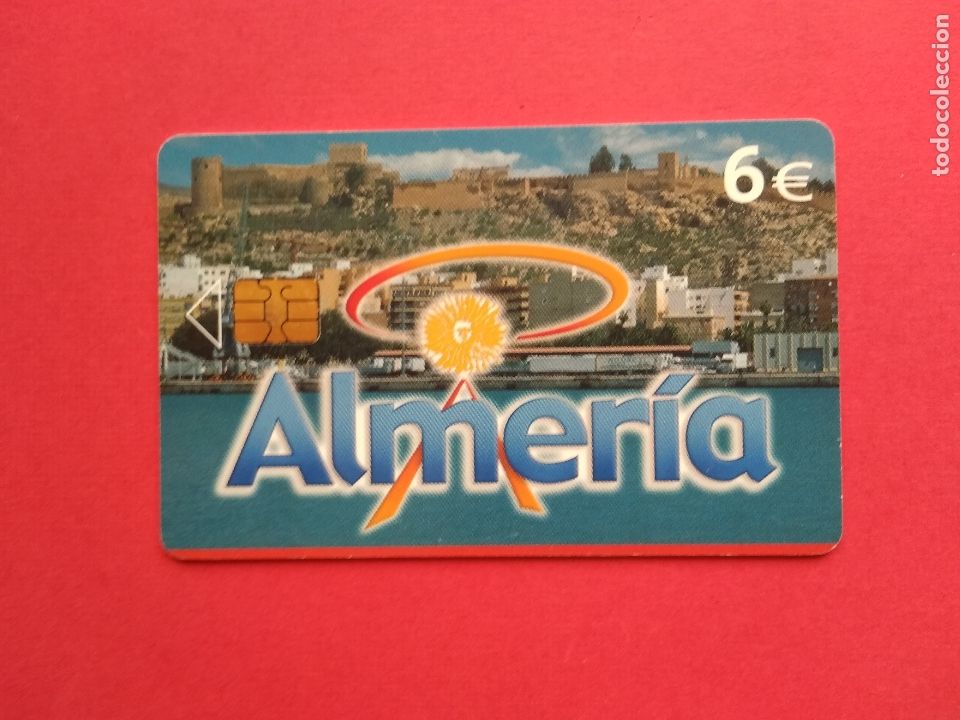 6€
Almería
todocoleccion